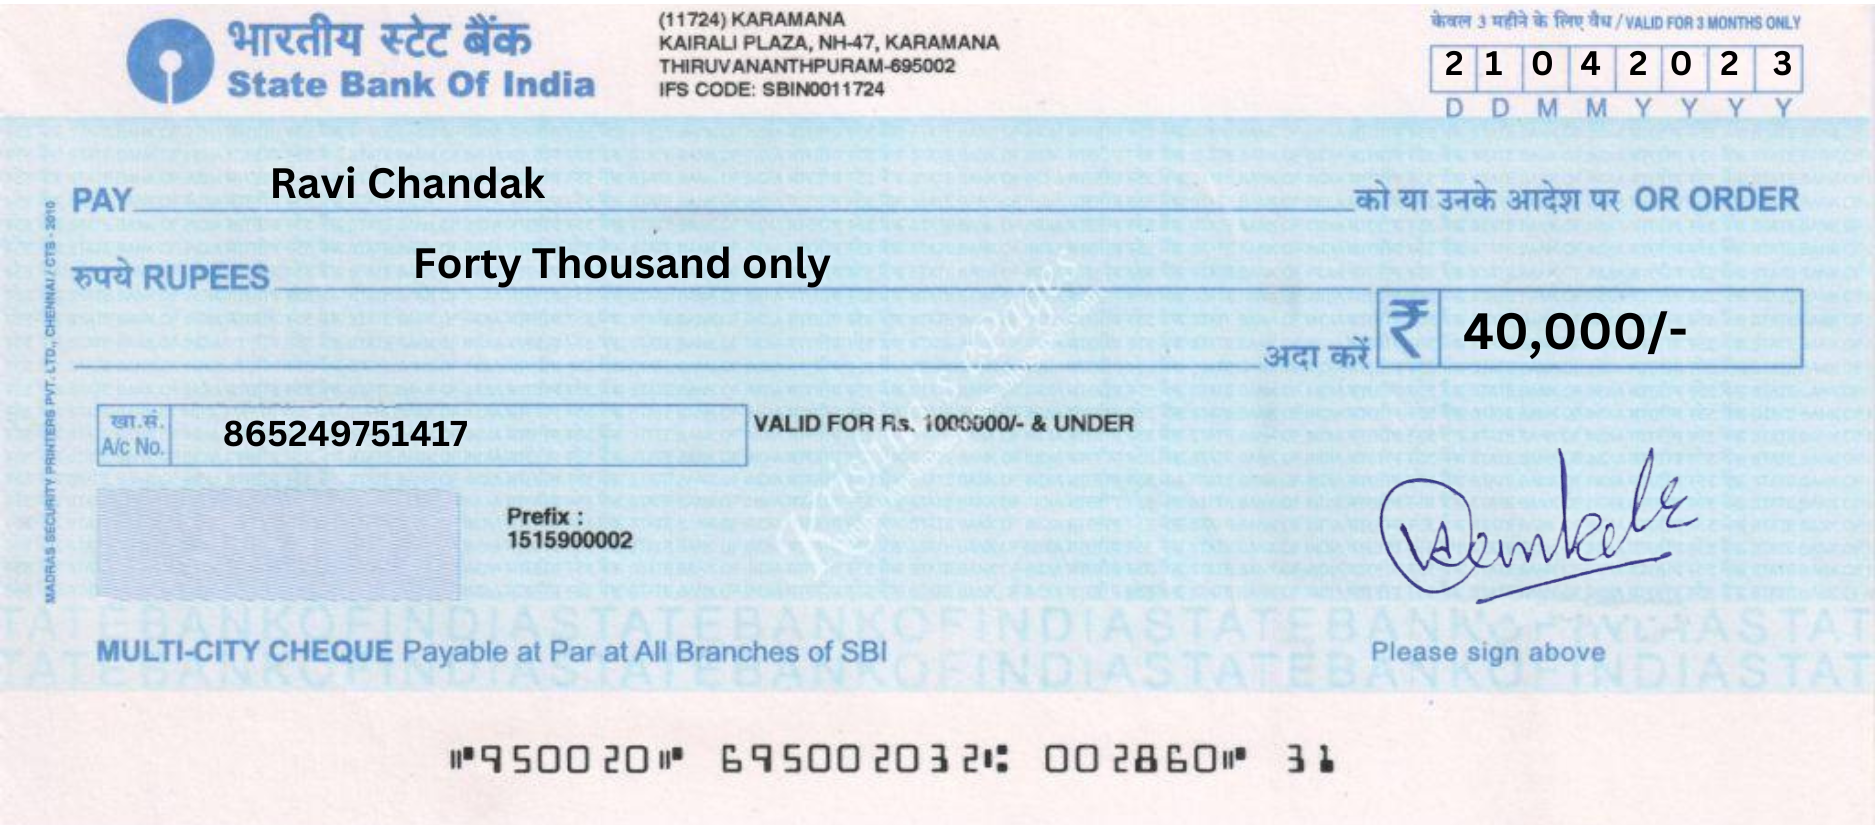 भारतीय स्टेट बैंक
State Bank Of India
(11724) KARAMANA
KAIRALI PLAZA, NH-47, KARAMANA
THIRUVANANTHPURAM-695002
IFS CODE: SBIN0011724
केवल 3 महीने के लिए वैध / VALID FOR 3 MONTHS ONLY
2 1 0 4 2 0 2 3
D D M M Y Y Y Y
PAY Ravi Chandak को या उनके आदेश पर OR ORDER
रुपये RUPEES Forty Thousand only
अदा करें ₹ 40,000/-
खा.सं.
A/c No. 865249751417
VALID FOR Rs. 1000000/- & UNDER
Prefix :
1515900002
MADRAS SECURITY PRINTERS PVT. LTD., CHENNAI / CTS - 2010
TATEBANKOFINDIASTATEBANKOFINDIASTATEBANKOFINDIASTAT
MULTI-CITY CHEQUE Payable at Par at All Branches of SBI
Please sign above
TATEBANKOFINDIASTATEBANKOFINDIASTATEBANKOFINDIASTAT
⑈950020⑈ 695002032⑆ 002860⑈ 31